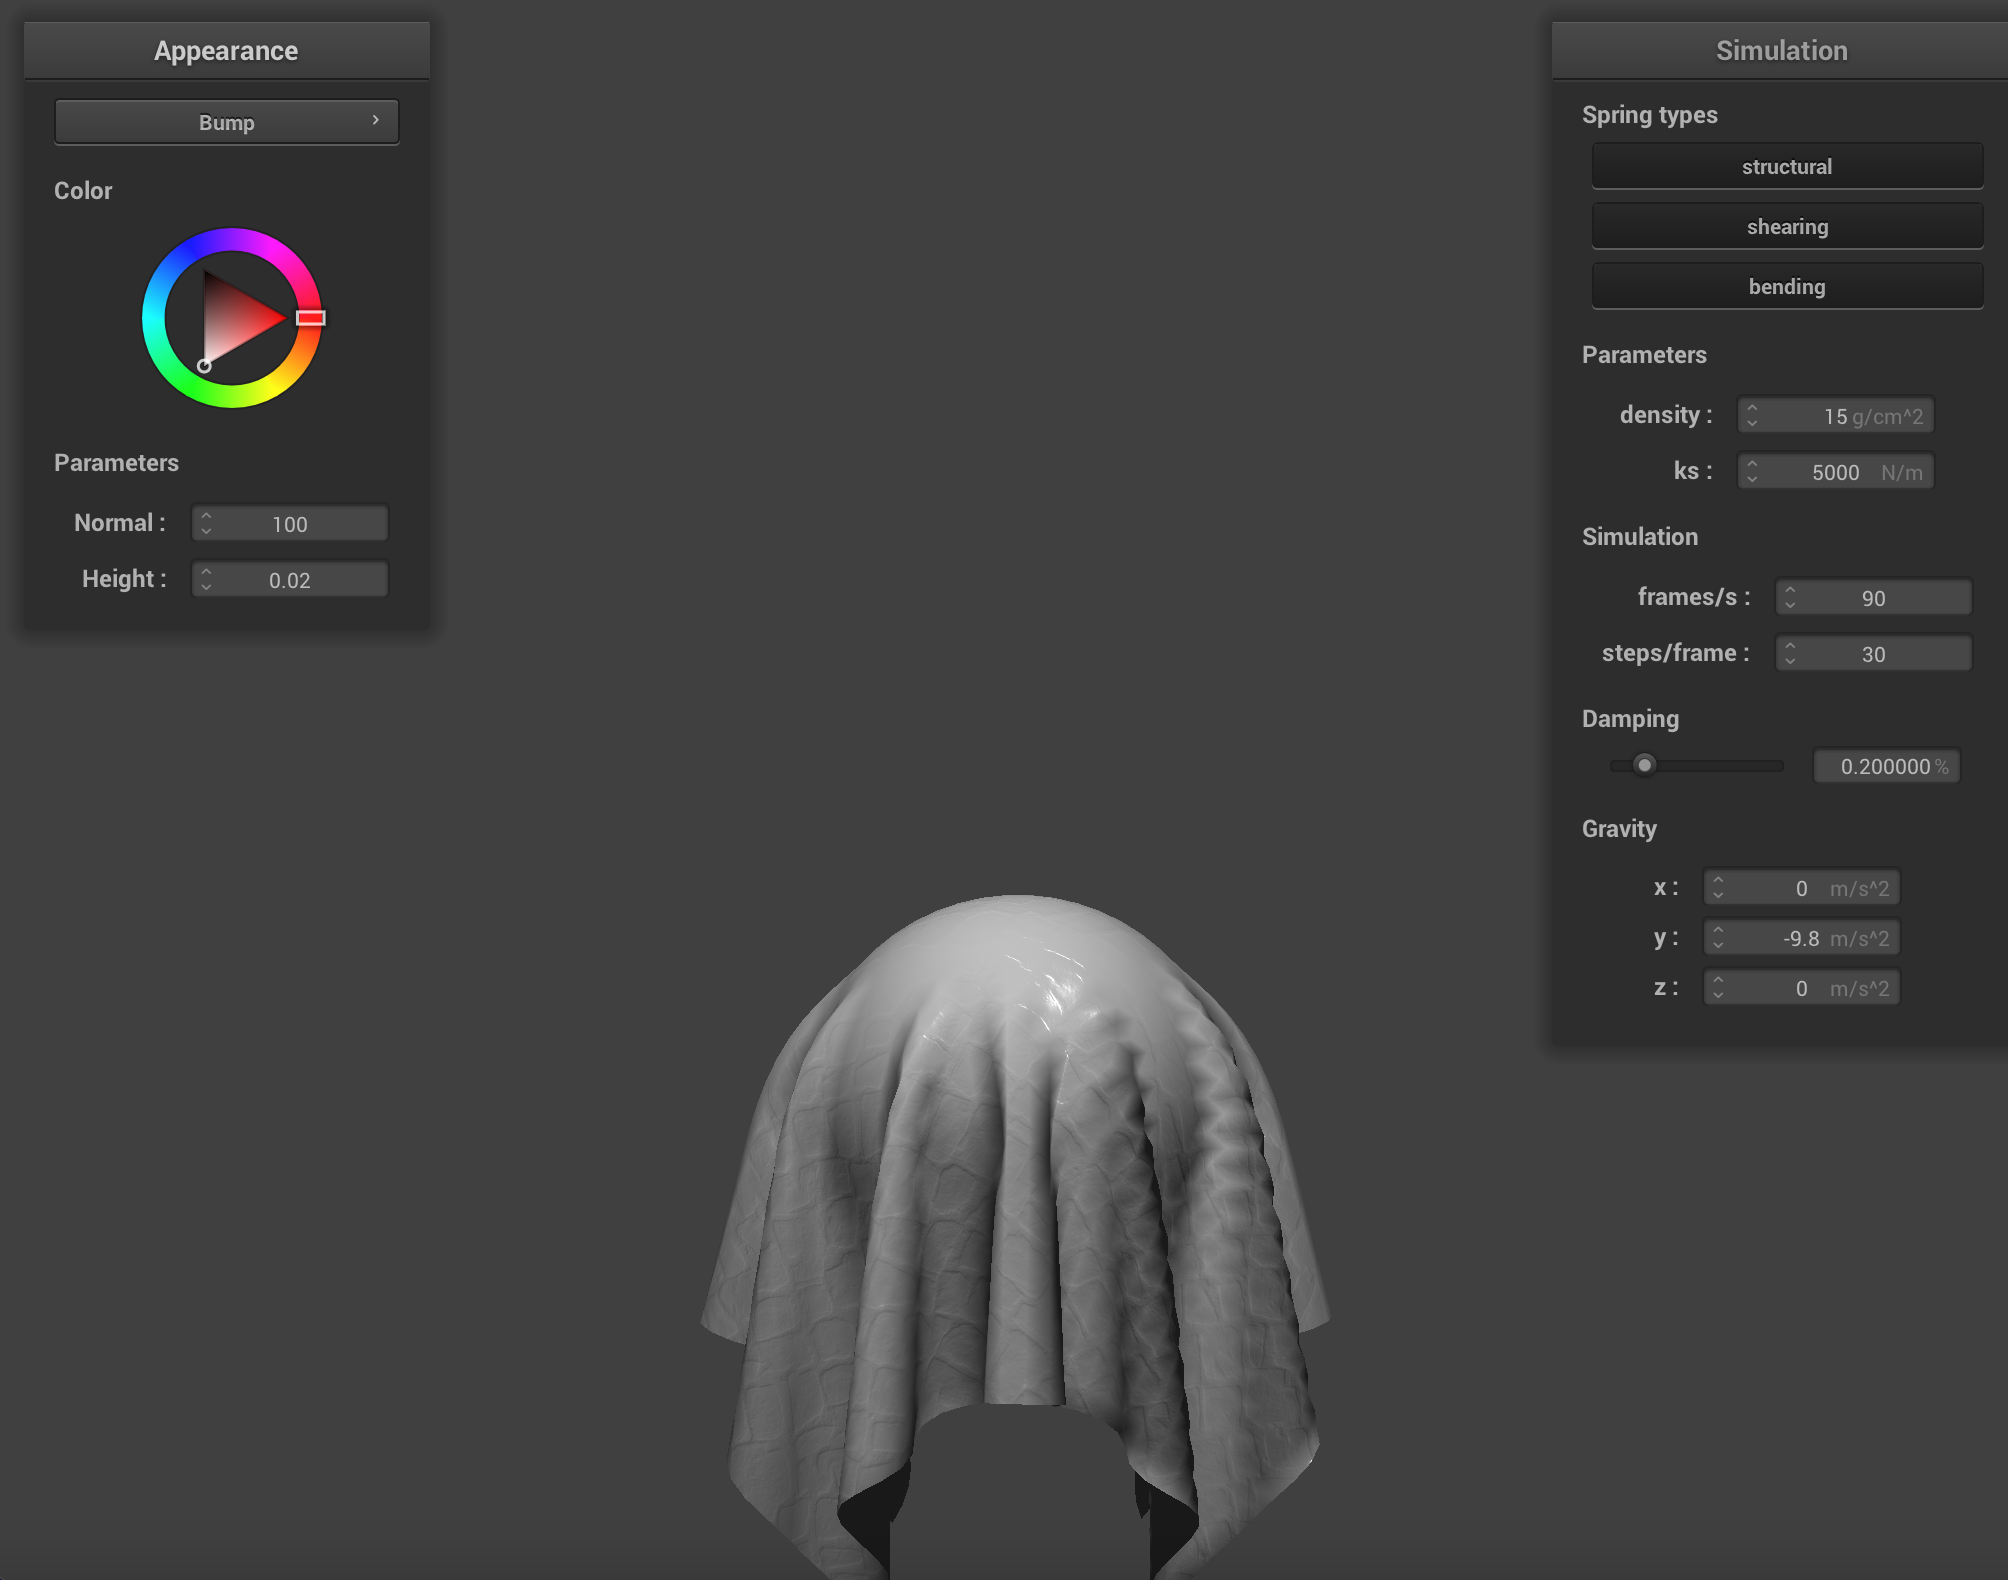 Appearance
Bump
Color
Parameters
Normal : 100
Height : 0.02
Simulation
Spring types
structural
shearing
bending
Parameters
density : 15 g/cm^2
ks : 5000 N/m
Simulation
frames/s : 90
steps/frame : 30
Damping
0.200000 %
Gravity
x : 0 m/s^2
y : -9.8 m/s^2
z : 0 m/s^2